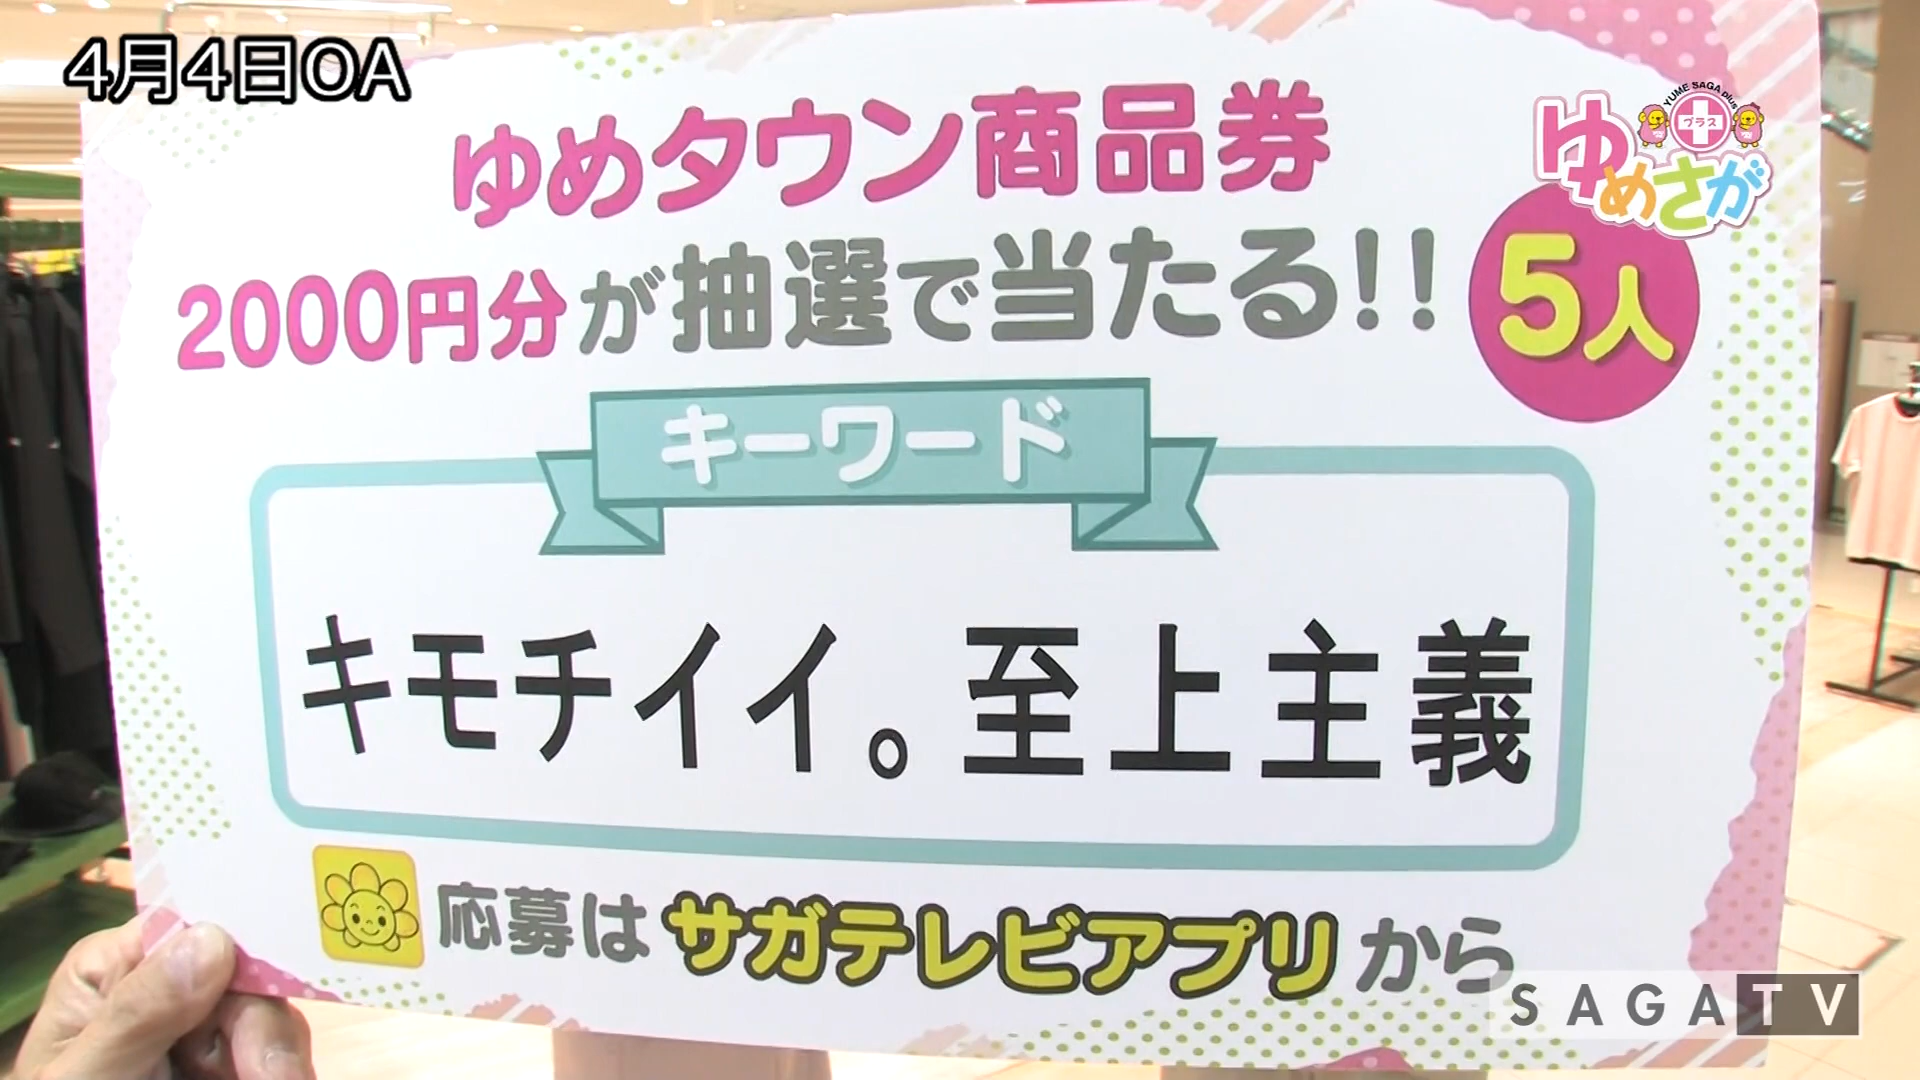 4月4日OA
YUME SAGA plus
プラス
ゆめさが
ゆめタウン商品券
2000円分が抽選で当たる!!
5人
キーワード
キモチイイ。至上主義
応募はサガテレビアプリから
SAGATV